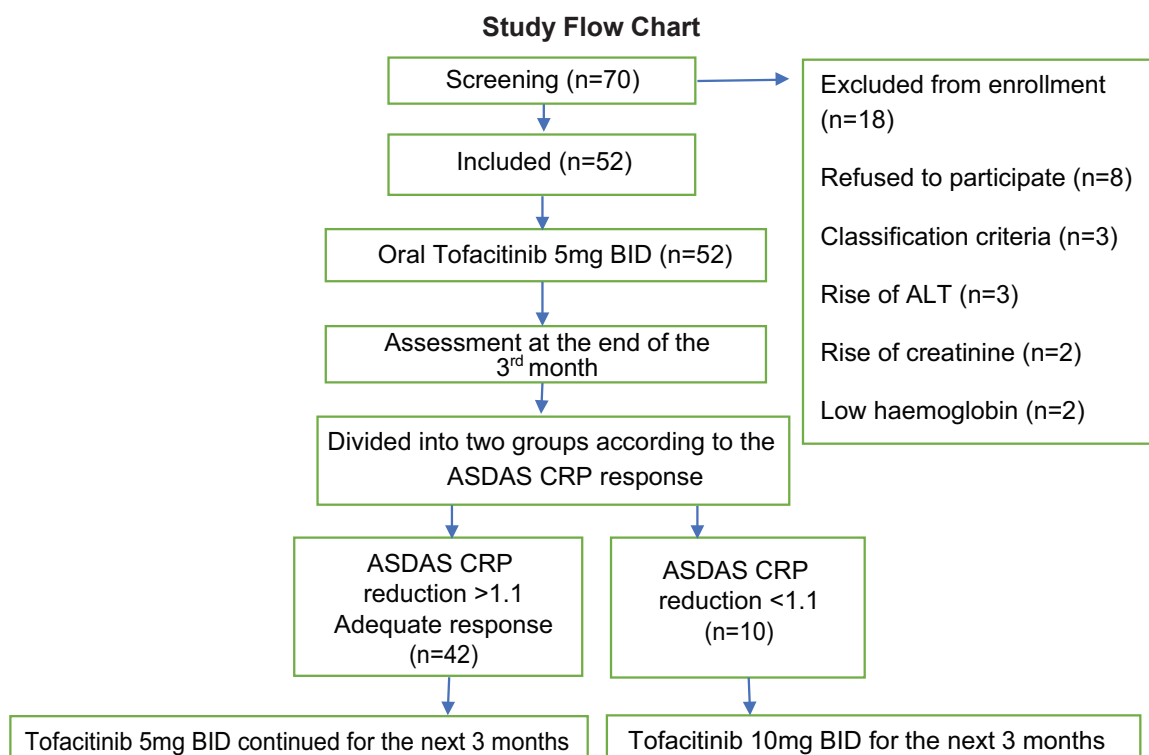 Study Flow Chart
Screening (n=70)
Excluded from enrollment
(n=18)
Refused to participate (n=8)
Classification criteria (n=3)
Rise of ALT (n=3)
Rise of creatinine (n=2)
Low haemoglobin (n=2)
Included (n=52)
Oral Tofacitinib 5mg BID (n=52)
Assessment at the end of the
3rd month
Divided into two groups according to the
ASDAS CRP response
ASDAS CRP
reduction >1.1
Adequate response
(n=42)
ASDAS CRP
reduction <1.1
(n=10)
Tofacitinib 5mg BID continued for the next 3 months
Tofacitinib 10mg BID for the next 3 months